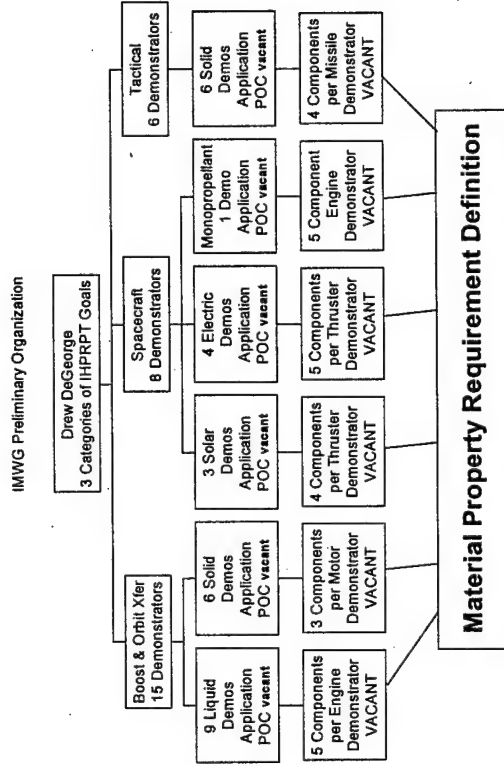 IMWG Preliminary Organization
Drew DeGeorge
3 Categories of IHPRPT Goals
Boost & Orbit Xfer
15 Demonstrators
Spacecraft
8 Demonstrators
Tactical
6 Demonstrators
9 Liquid
Demos
Application
POC vacant
6 Solid
Demos
Application
POC vacant
3 Solar
Demos
Application
POC vacant
4 Electric
Demos
Application
POC vacant
Monopropellant
1 Demo
Application
POC vacant
6 Solid
Demos
Application
POC vacant
5 Components
per Engine
Demonstrator
VACANT
3 Components
per Motor
Demonstrator
VACANT
4 Components
per Thruster
Demonstrator
VACANT
5 Components
per Thruster
Demonstrator
VACANT
5 Component
Engine
Demonstrator
VACANT
4 Components
per Missile
Demonstrator
VACANT
Material Property Requirement Definition